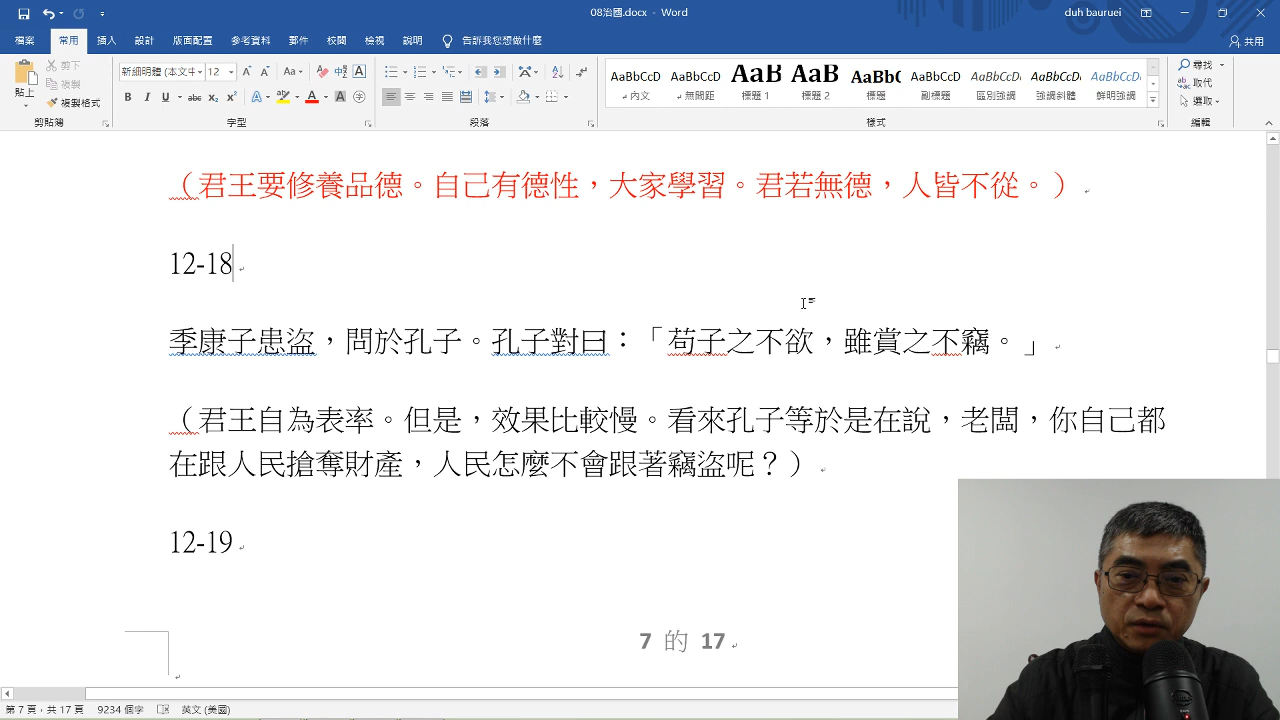 08治國.docx - Word
duh bauruei
檔案 常用 插入 設計 版面配置 參考資料 郵件 校閱 檢視 說明 告訴我您想做什麼 共用
貼上 剪下 複製 複製格式
新細明體 (本文中 12
AaBbCcD AaBbCcD AaB AaB AaBbC AaBbCcD AaBbCcDı AaBbCcDı AaBbCcDı
內文 無間距 標題 1 標題 2 標題 副標題 區別強調 強調斜體 鮮明強調
尋找 取代 選取
剪貼簿 字型 段落 樣式 編輯
（君王要修養品德。自己有德性，大家學習。君若無德，人皆不從。）
12-18
季康子患盜，問於孔子。孔子對曰：「苟子之不欲，雖賞之不竊。」
（君王自為表率。但是，效果比較慢。看來孔子等於是在說，老闆，你自己都
在跟人民搶奪財產，人民怎麼不會跟著竊盜呢？）
12-19
7 的 17
第 7 頁，共 17 頁 9234 個字 英文 (美國)